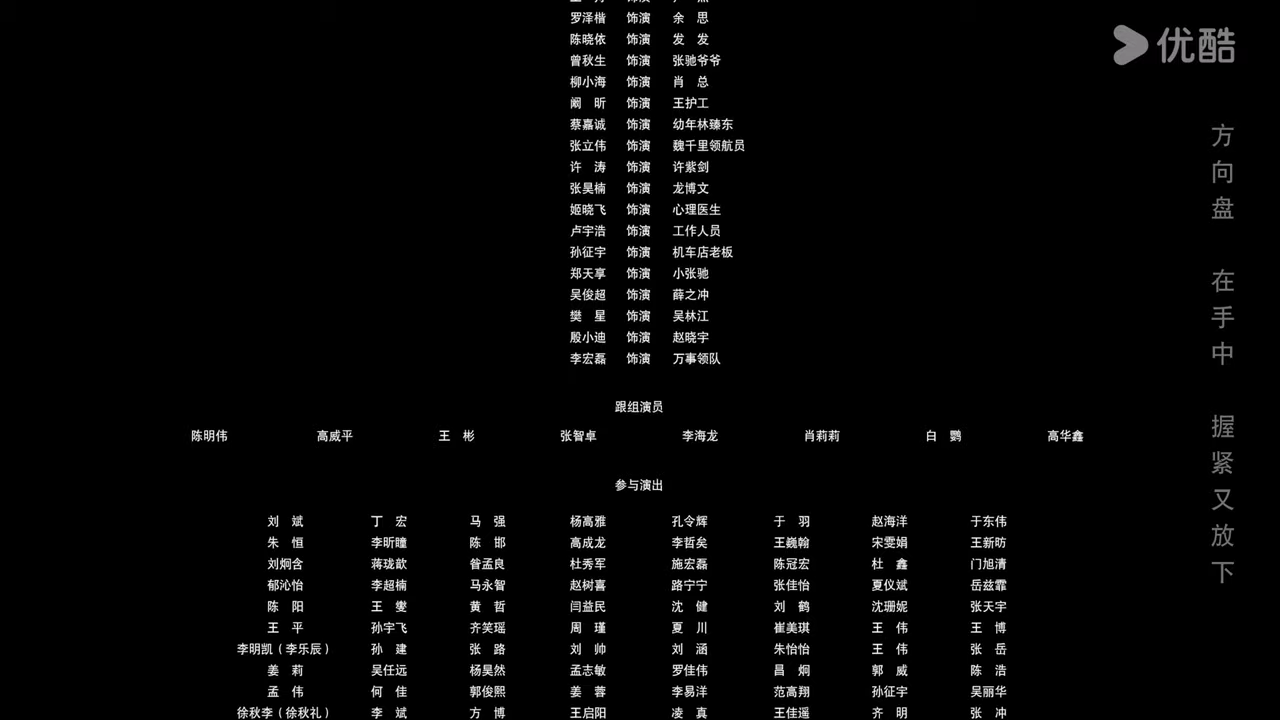 罗泽楷 饰演 余 思
陈晓依 饰演 发 发
曾秋生 饰演 张驰爷爷
柳小海 饰演 肖 总
阚 昕 饰演 王护工
蔡嘉诚 饰演 幼年林臻东
张立伟 饰演 魏千里领航员
许 涛 饰演 许紫剑
张昊楠 饰演 龙博文
姬晓飞 饰演 心理医生
卢宇浩 饰演 工作人员
孙征宇 饰演 机车店老板
郑天享 饰演 小张驰
吴俊超 饰演 薛之冲
樊 星 饰演 吴林江
殷小迪 饰演 赵晓宇
李宏磊 饰演 万事领队
跟组演员
陈明伟 高威平 王 彬 张智卓 李海龙 肖莉莉 白 鹦 高华鑫
参与演出
刘 斌 丁 宏 马 强 杨高雅 孔令辉 于 羽 赵海洋 于东伟
朱 恒 李昕瞳 陈 邯 高成龙 李哲矣 王巍翰 宋雯娟 王新昉
刘炯含 蒋珑歆 昝孟良 杜秀军 施宏磊 陈冠宏 杜 鑫 门旭清
郁沁怡 李超楠 马永智 赵树喜 路宁宁 张佳怡 夏仪斌 岳兹霏
陈 阳 王 燮 黄 哲 闫益民 沈 健 刘 鹤 沈珊妮 张天宇
王 平 孙宇飞 齐笑瑶 周 瑾 夏 川 崔美琪 王 伟 王 博
李明凯（李乐辰） 孙 建 张 路 刘 帅 刘 涵 朱怡怡 王 伟 张 岳
姜 莉 吴任远 杨昊然 孟志敏 罗佳伟 昌 炯 郭 威 陈 浩
孟 伟 何 佳 郭俊熙 姜 蓉 李易洋 范高翔 孙征宇 吴丽华
徐秋李（徐秋礼） 李 斌 方 博 王启阳 凌 真 王佳遥 齐 明 张 冲
优酷
方向盘 在手中 握紧又放下